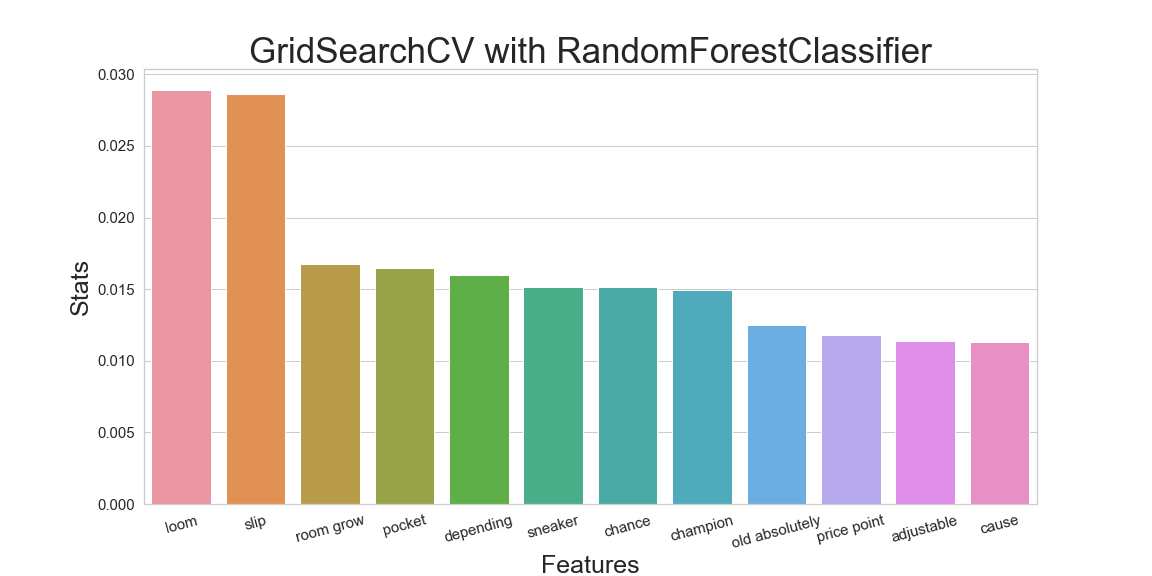 GridSearchCV with RandomForestClassifier
0.030
0.025
0.020
0.015
0.010
0.005
0.000
Stats
loom slip room grow pocket depending sneaker chance champion old absolutely price point adjustable cause
Features